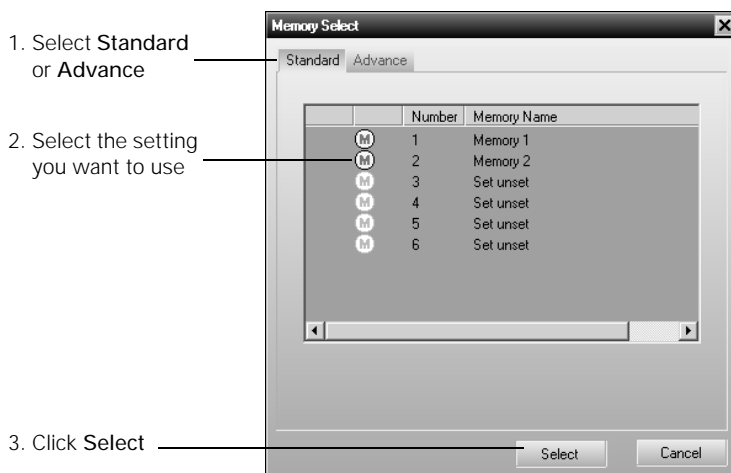 Memory Select
1. Select Standard
or Advance
Standard Advance
Number Memory Name
2. Select the setting
you want to use
M 1 Memory 1
M 2 Memory 2
M 3 Set unset
M 4 Set unset
M 5 Set unset
M 6 Set unset
3. Click Select
Select Cancel